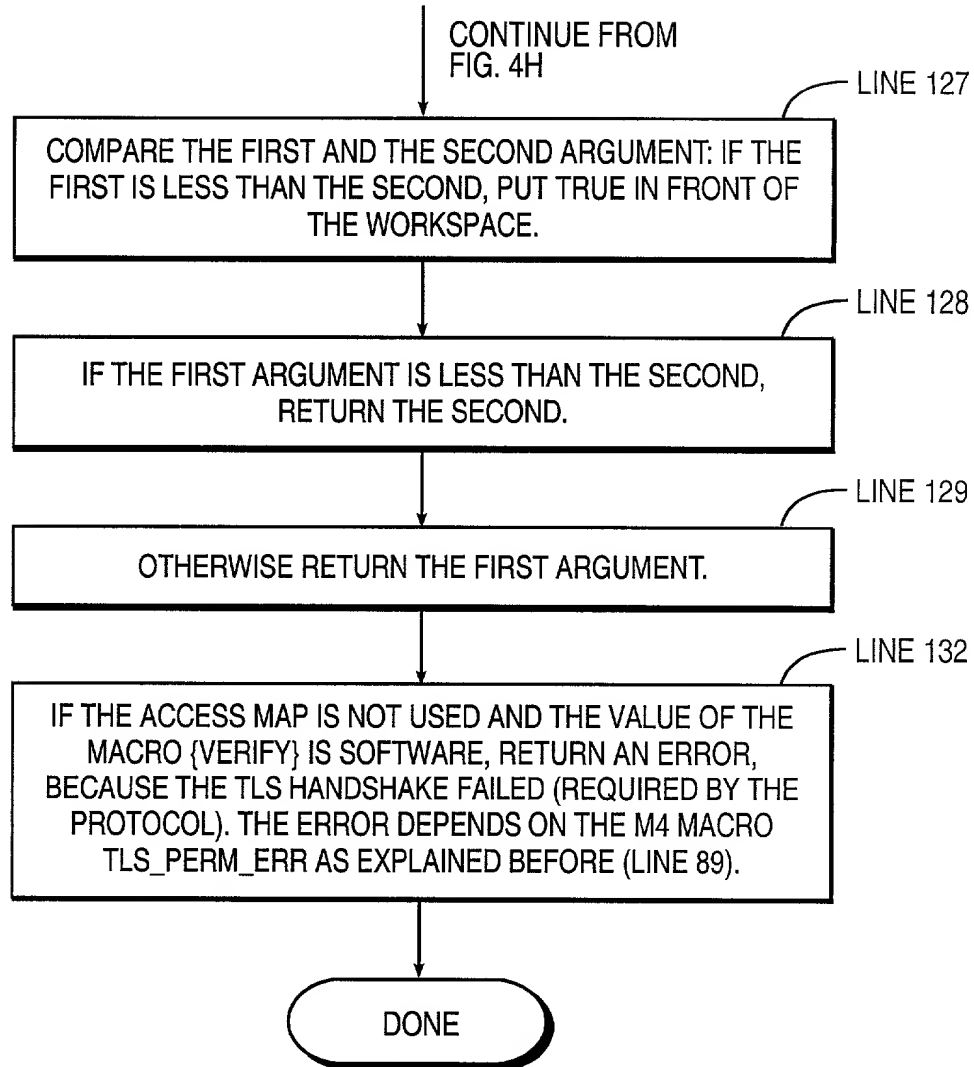 CONTINUE FROM
FIG. 4H
LINE 127
COMPARE THE FIRST AND THE SECOND ARGUMENT: IF THE
FIRST IS LESS THAN THE SECOND, PUT TRUE IN FRONT OF
THE WORKSPACE.
LINE 128
IF THE FIRST ARGUMENT IS LESS THAN THE SECOND,
RETURN THE SECOND.
LINE 129
OTHERWISE RETURN THE FIRST ARGUMENT.
LINE 132
IF THE ACCESS MAP IS NOT USED AND THE VALUE OF THE
MACRO {VERIFY} IS SOFTWARE, RETURN AN ERROR,
BECAUSE THE TLS HANDSHAKE FAILED (REQUIRED BY THE
PROTOCOL). THE ERROR DEPENDS ON THE M4 MACRO
TLS_PERM_ERR AS EXPLAINED BEFORE (LINE 89).
DONE